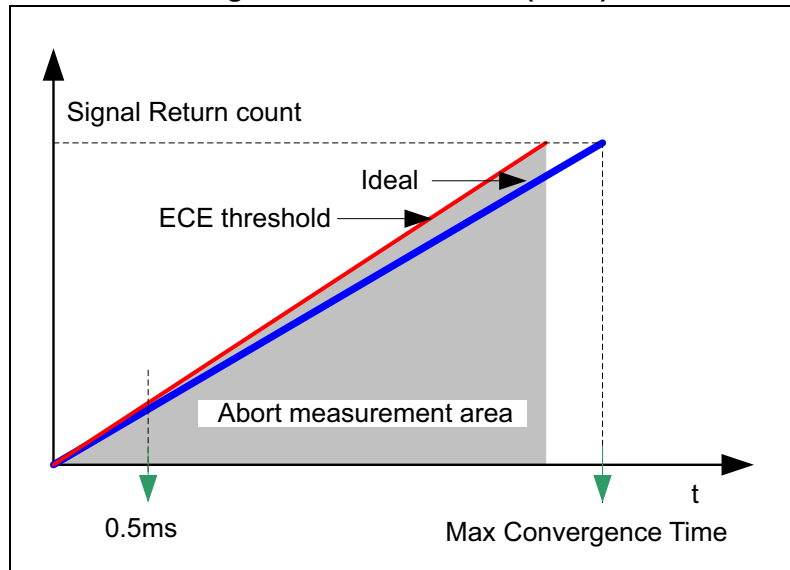 Signal Return count
Ideal
ECE threshold
Abort measurement area
0.5ms
t
Max Convergence Time